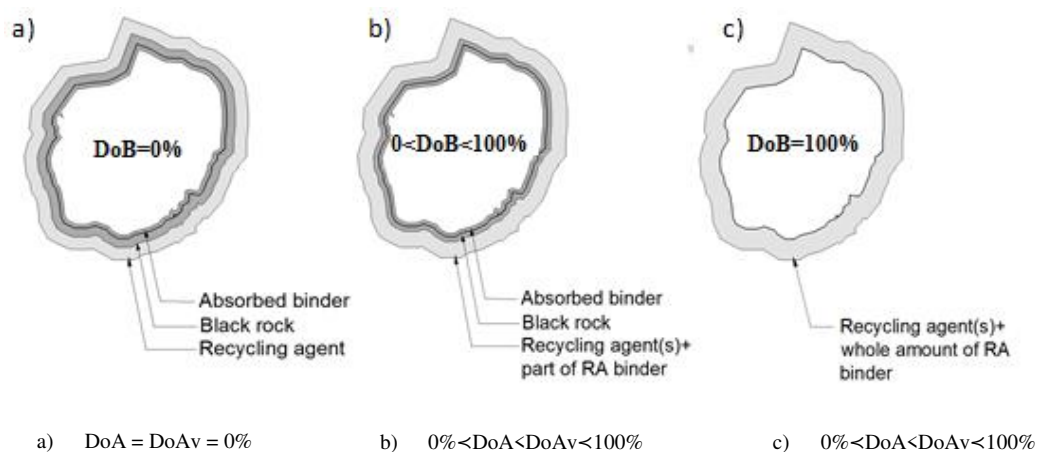 a)
b)
c)
DoB=0%
0<DoB<100%
DoB=100%
Absorbed binder
Black rock
Recycling agent
Absorbed binder
Black rock
Recycling agent(s)+
part of RA binder
Recycling agent(s)+
whole amount of RA
binder
a) DoA = DoAv = 0%
b) 0%≺DoA<DoAv≺100%
c) 0%≺DoA<DoAv≺100%